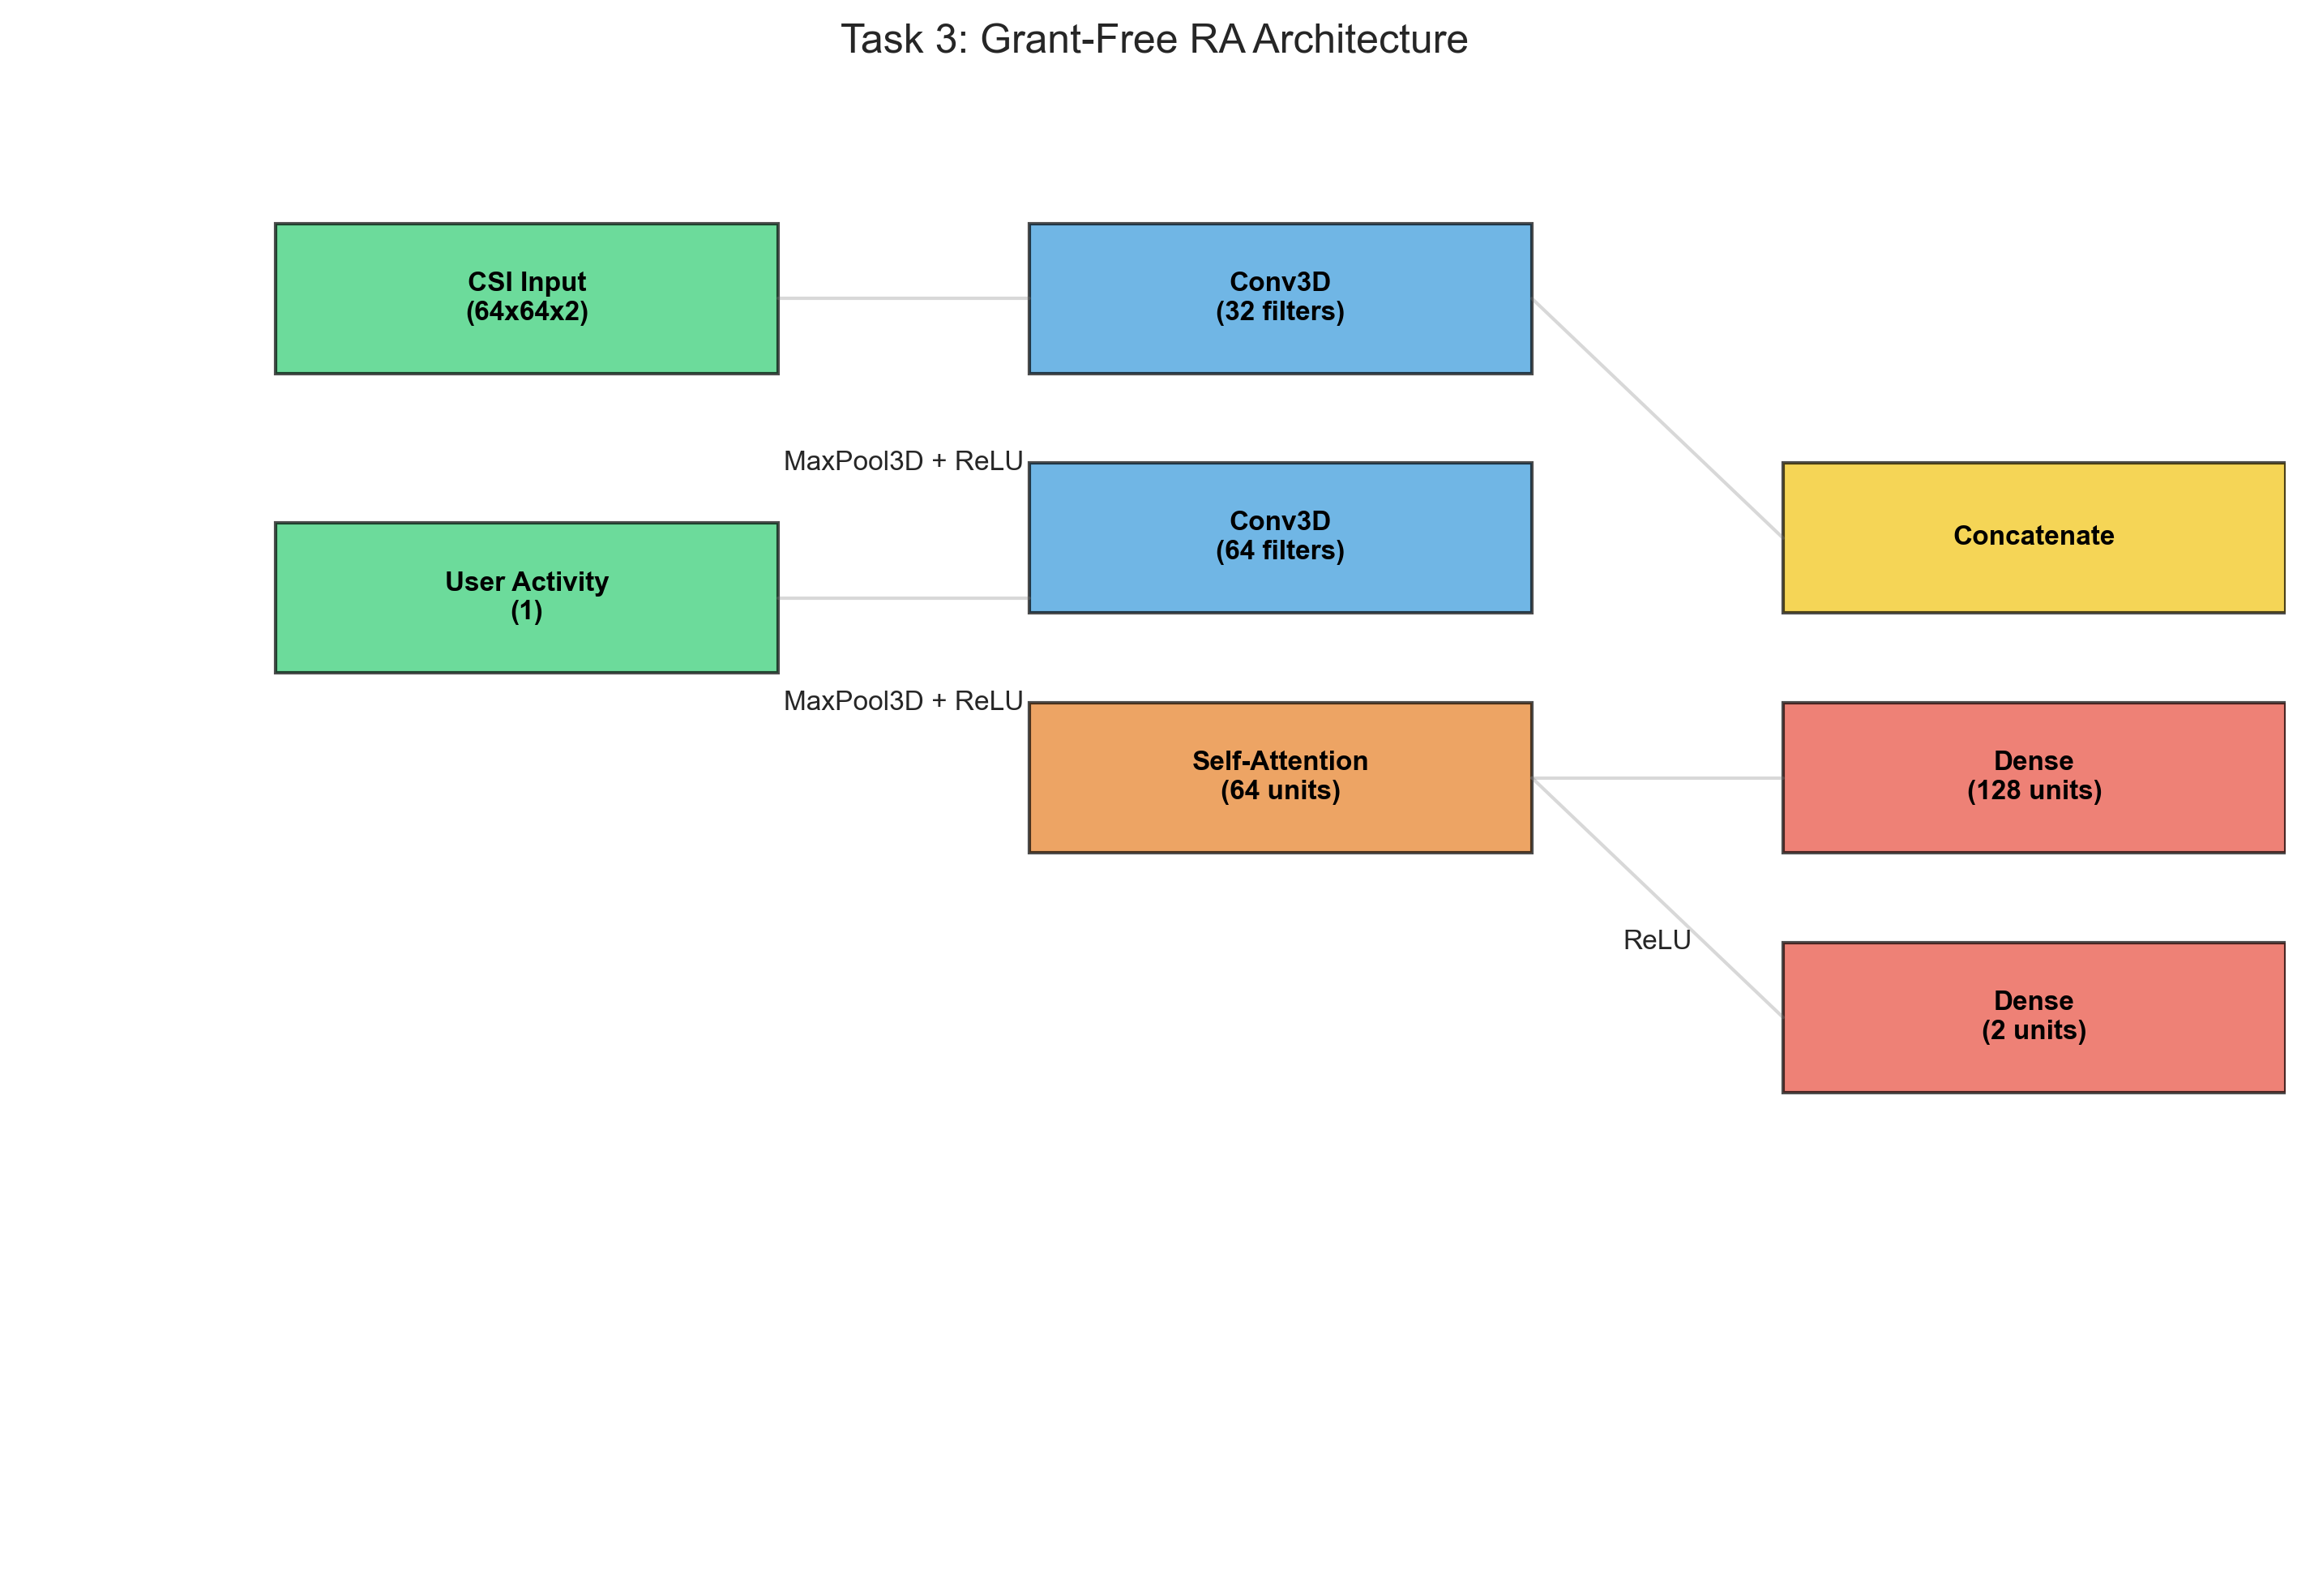 Task 3: Grant-Free RA Architecture
CSI Input
(64x64x2)
Conv3D
(32 filters)
MaxPool3D + ReLU
Conv3D
(64 filters)
Concatenate
User Activity
(1)
MaxPool3D + ReLU
Self-Attention
(64 units)
Dense
(128 units)
ReLU
Dense
(2 units)